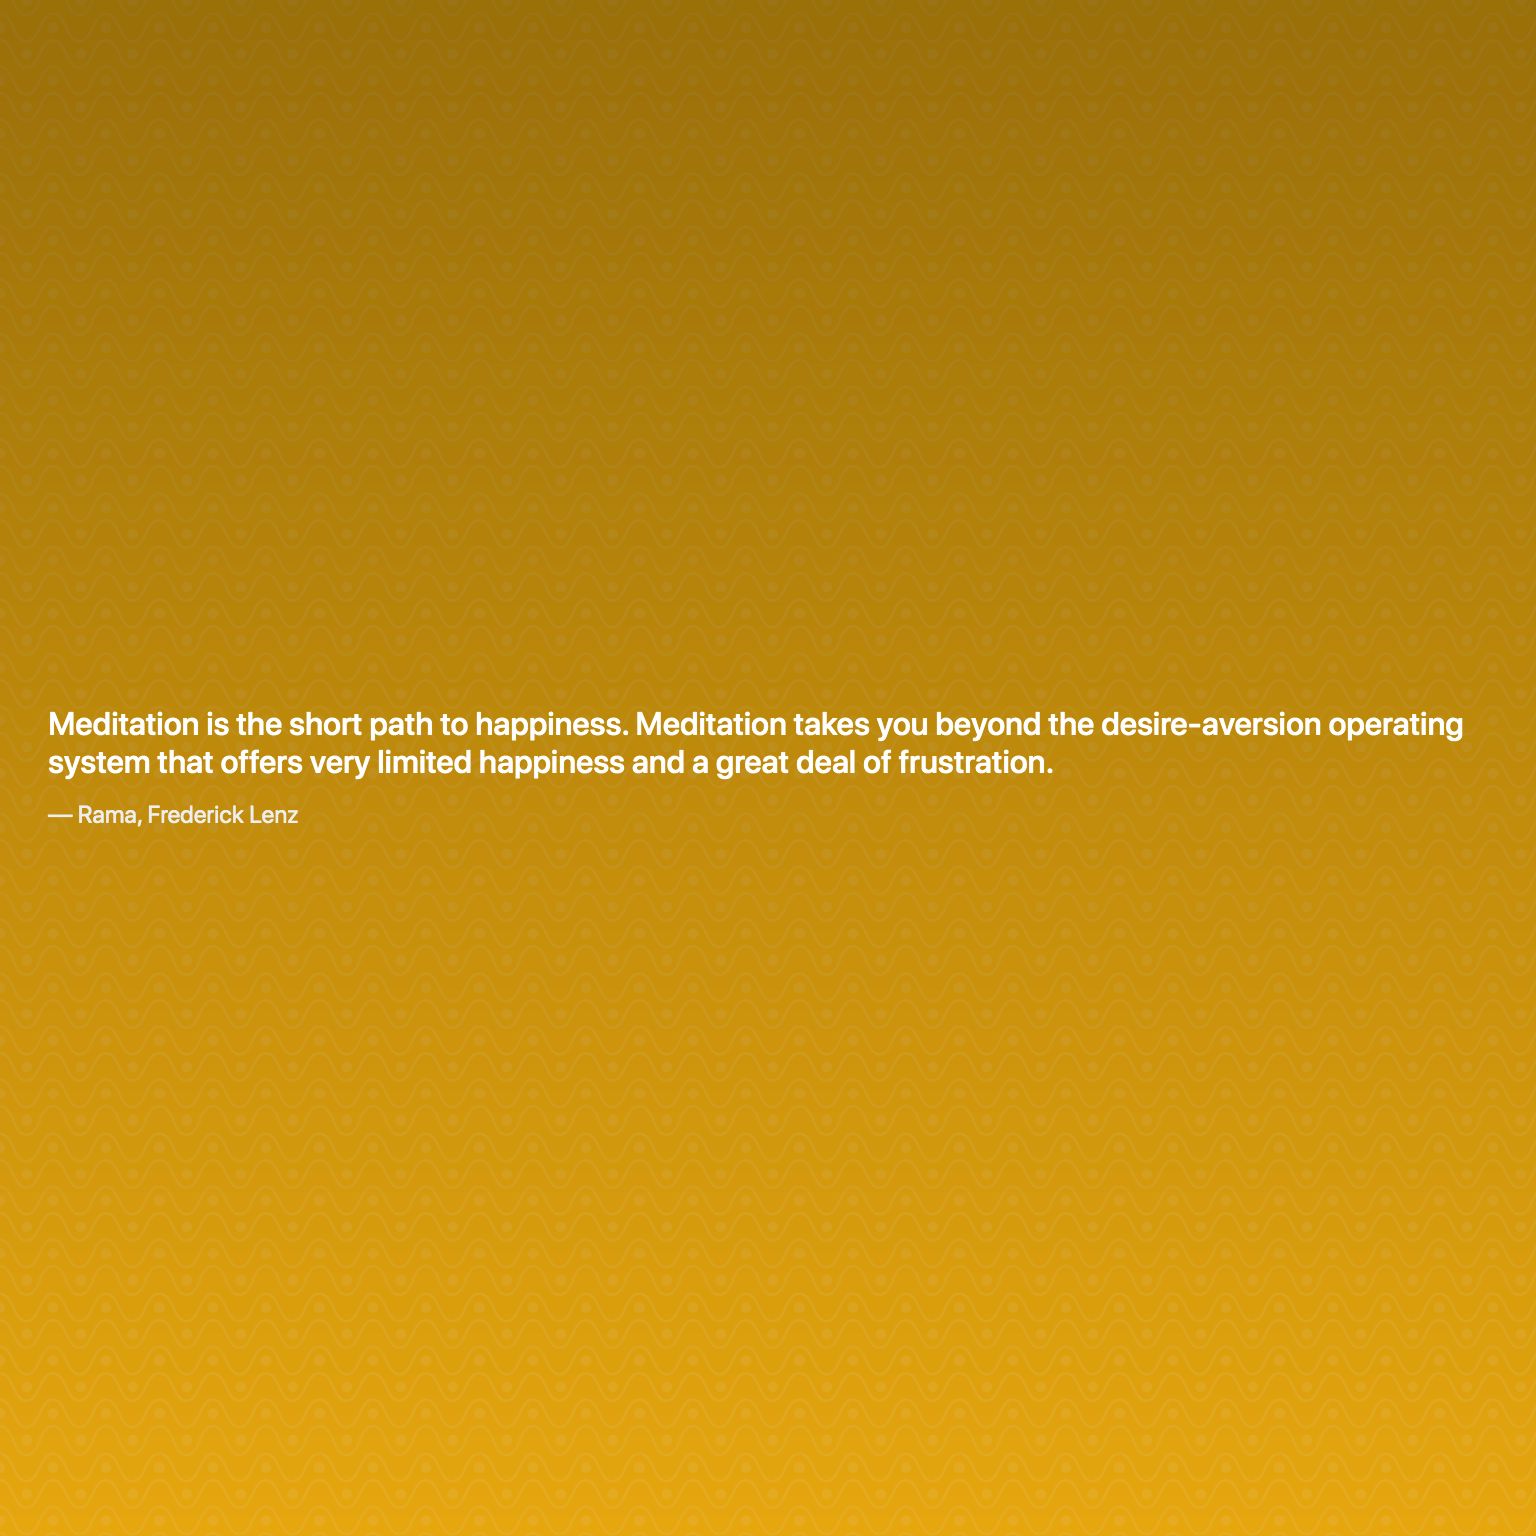 Meditation is the short path to happiness. Meditation takes you beyond the desire-aversion operating
system that offers very limited happiness and a great deal of frustration.
— Rama, Frederick Lenz